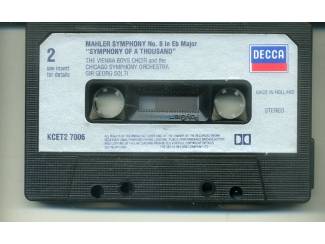 MAHLER SYMPHONY No. 8 in Eb Major
"SYMPHONY OF A THOUSAND"
2
see insert
for details
THE VIENNA BOYS CHOIR and the
CHICAGO SYMPHONY ORCHESTRA
SIR GEORG SOLTI
DECCA
MADE IN HOLLAND
STEREO
KCET2 7006